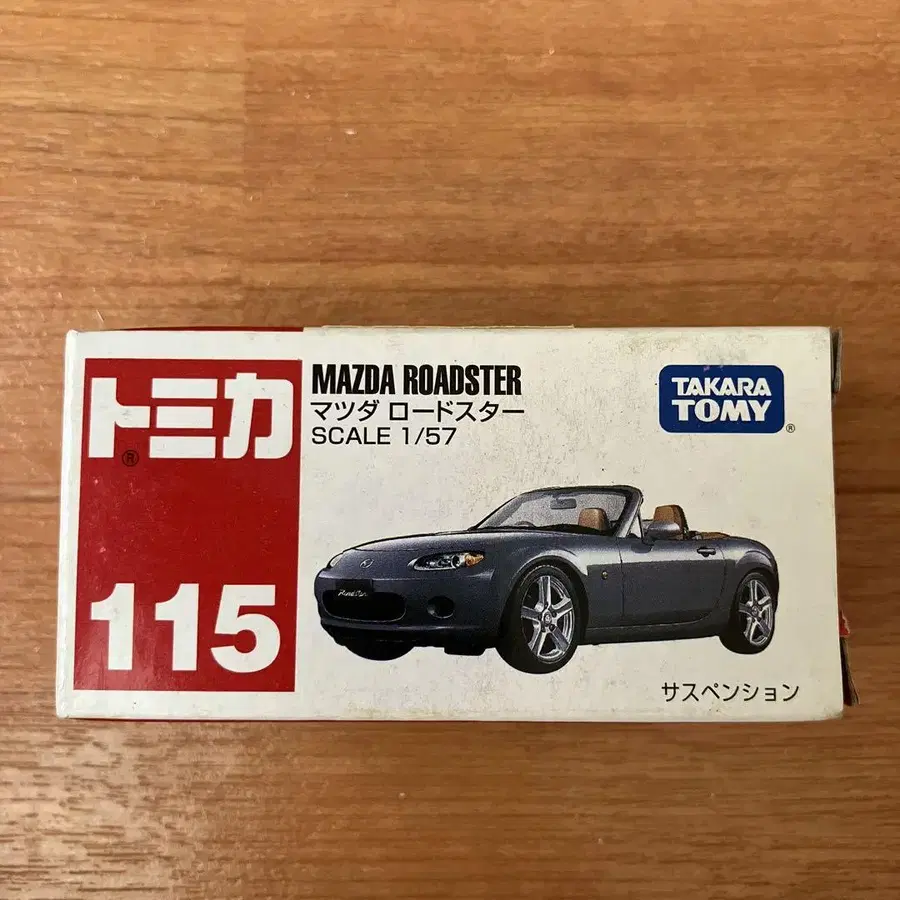 トミカ®
115
MAZDA ROADSTER
マツダ ロードスター
SCALE 1/57
TAKARA
TOMY®
Roadster
サスペンション